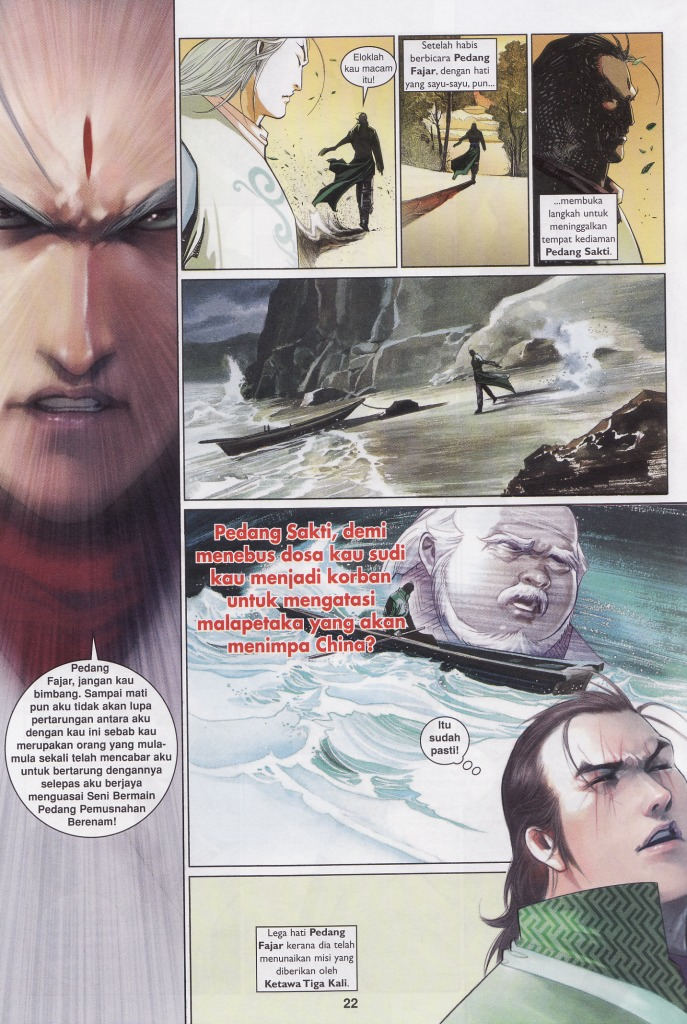 Pedang
Fajar, jangan kau
bimbang. Sampai mati
pun aku tidak akan lupa
pertarungan antara aku
dengan kau ini sebab kau
merupakan orang yang mula-
mula sekali telah mencabar aku
untuk bertarung dengannya
selepas aku berjaya
menguasai Seni Bermain
Pedang Pemusnahan
Berenam!
Eloklah
kau macam
itu!
Setelah habis
berbicara Pedang
Fajar, dengan hati
yang sayu-sayu, pun...
...membuka
langkah untuk
meninggalkan
tempat kediaman
Pedang Sakti.
Pedang Sakti, demi
menebus dosa kau sudi
kau menjadi korban
untuk mengatasi
malapetaka yang akan
menimpa China?
Itu
sudah
pasti!
Lega hati Pedang
Fajar kerana dia telah
menunaikan misi yang
diberikan oleh
Ketawa Tiga Kali.
22